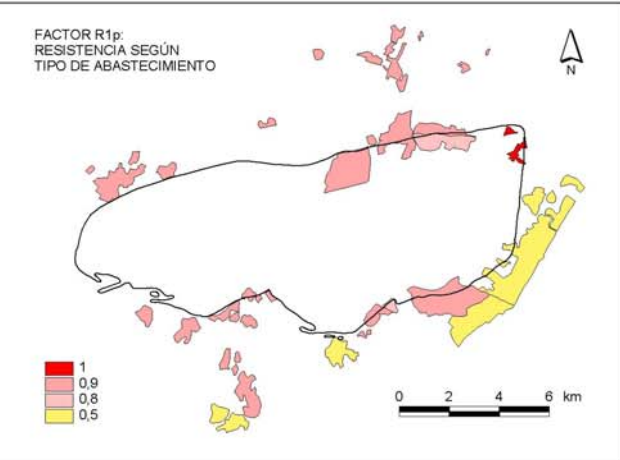 FACTOR R1p:
RESISTENCIA SEGÚN
TIPO DE ABASTECIMIENTO
N
1
0,9
0,8
0,5
0 2 4 6 km